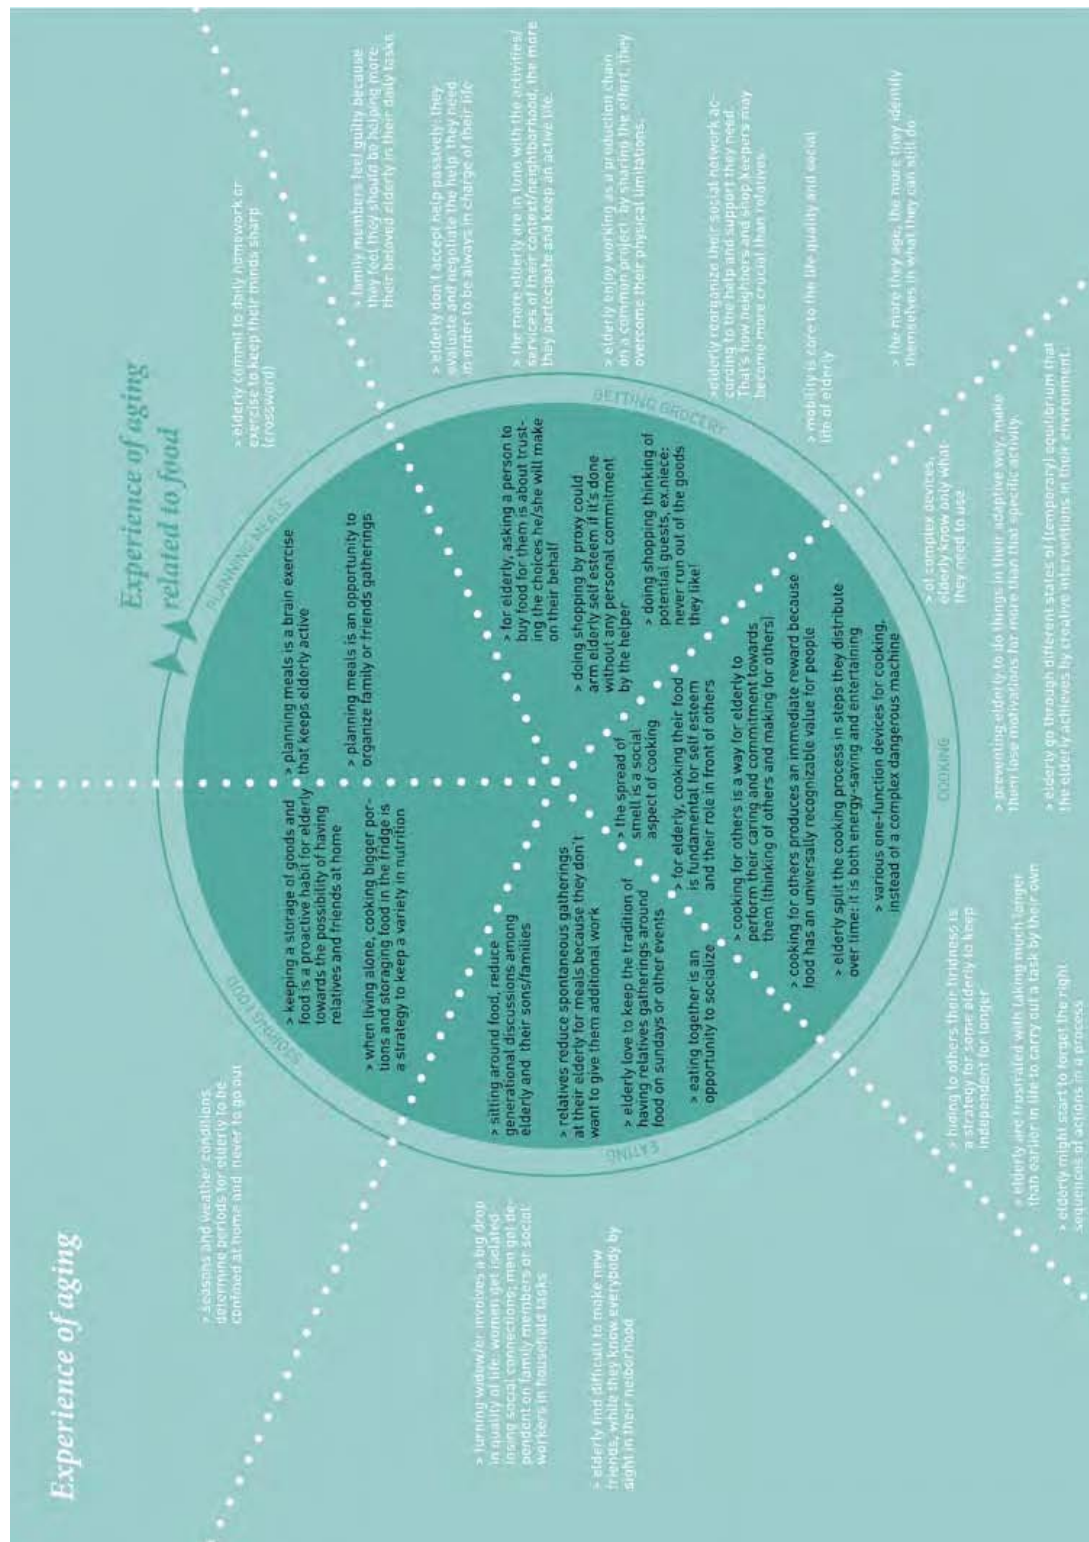 Experience of aging
Experience of aging
related to food
PLANNING MEALS
> planning meals is a brain exercise
that keeps elderly active
> planning meals is an opportunity to
organize family or friends gatherings
> elderly commit to daily homework or
exercise to keep their minds sharp
(crossword)
GETTING GROCERY
> for elderly, asking a person to
buy food for them is about trust-
ing the choices he/she will make
on their behalf
> doing shopping by proxy could
arm elderly self esteem if it's done
without any personal commitment
by the helper
> doing shopping thinking of
potential guests, ex.niece:
never run out of the goods
they like!
> family members feel guilty because
they feel they should be helping more
their beloved elderly in their daily tasks
> elderly don't accept help passively: they
evaluate and negotiate the help they need
in order to be always in charge of their life
> the more elderly are in tune with the activities/
services of their context/neighborhood, the more
they participate and keep an active life.
> elderly enjoy working as a production chain
on a common project: by sharing the effort, they
overcome their physical limitations.
> elderly reorganize their social network ac-
cording to the help and support they need.
That's how neighbors and shop keepers may
become more crucial than relatives
> mobility is core to the life quality and social
life of elderly
> the more they age, the more they identify
themselves in what they can still do
COOKING
> the spread of
smell is a social
aspect of cooking
> for elderly, cooking their food
is fundamental for self esteem
and their role in front of others
> cooking for others is a way for elderly to
perform their caring and commitment towards
them (thinking of others and making for others)
> cooking for others produces an immediate reward because
food has an universally recognizable value for people
> elderly split the cooking process in steps they distribute
over time: it is both energy-saving and entertaining
> various one-function devices for cooking,
instead of a complex dangerous machine
> of complex devices,
elderly know only what
they need to use
> preventing elderly to do things in their adaptive way, make
them lose motivations for more than that specific activity
> elderly go through different states of (temporary) equilibrium that
the elderly achieves by creative interventions in their environment.
> hiding to others their tiredness is
a strategy for some elderly to keep
independent for longer
> elderly are frustrated with taking much longer
than earlier in life to carry out a task by their own
> elderly might start to forget the right
sequences of actions in a process
EATING
> sitting around food, reduce
generational discussions among
elderly and their sons/families
> relatives reduce spontaneous gatherings
at their elderly for meals because they don't
want to give them additional work
> elderly love to keep the tradition of
having relatives gatherings around
food on sundays or other events
> eating together is an
opportunity to socialize
> turning widow/er involves a big drop
in quality of life: women get isolated
losing social connections; men get de-
pendent on family members or social
workers in household tasks
> elderly find difficult to make new
friends, while they know everybody by
sight in their neiborhood
STORING FOOD
> keeping a storage of goods and
food is a proactive habit for elderly
towards the possibility of having
relatives and friends at home
> when living alone, cooking bigger por-
tions and storaging food in the fridge is
a strategy to keep a variety in nutrition
> seasons and weather conditions
determine periods for elderly to be
confined at home and never to go out